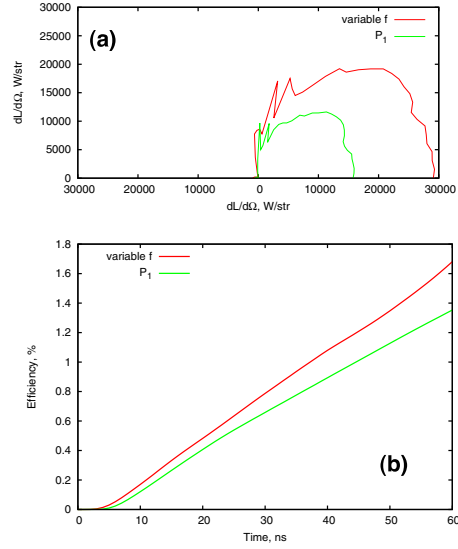 30000
25000
20000
15000
10000
5000
0
dL/dΩ, W/str
(a)
variable f
P1
30000 20000 10000 0 10000 20000 30000
dL/dΩ, W/str
1.8
1.6
1.4
1.2
1
0.8
0.6
0.4
0.2
0
Efficiency, %
variable f
P1
(b)
0 10 20 30 40 50 60
Time, ns